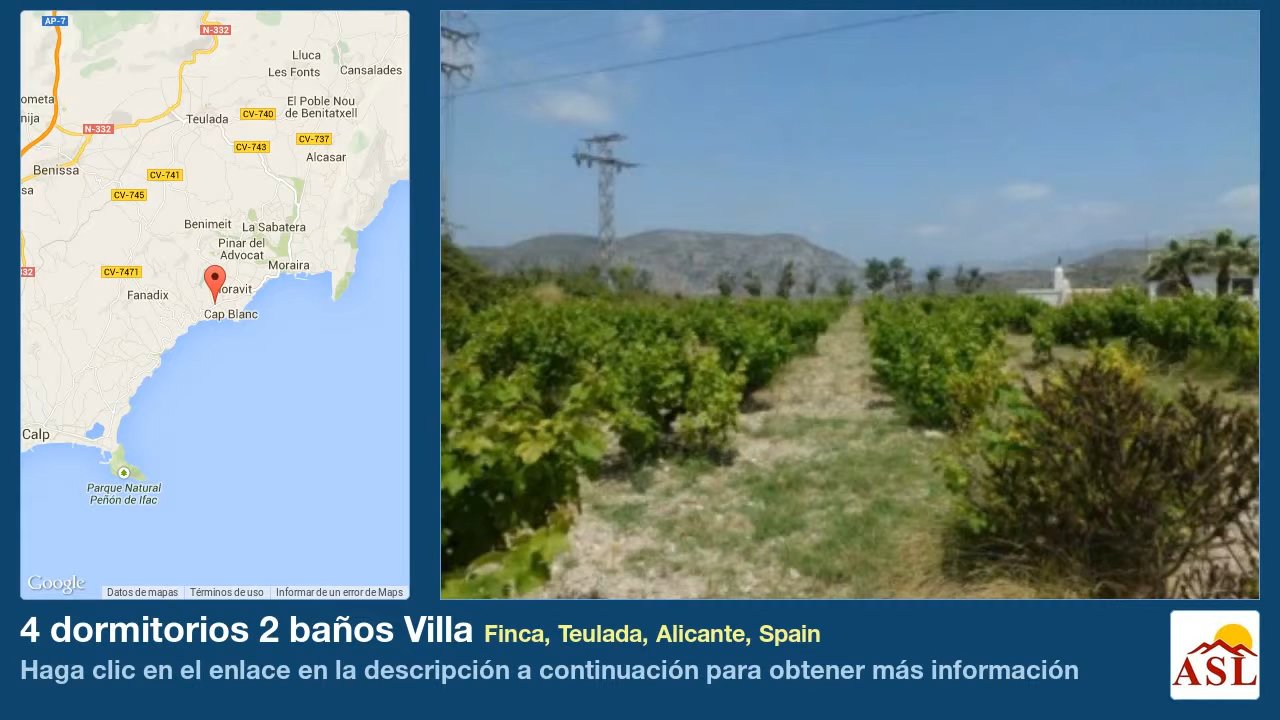 AP-7
N-332
Lluca
Les Fonts
Cansalades
ometa
nija
El Poble Nou
de Benitatxell
CV-740
Teulada
N-332
CV-737
CV-743
Alcasar
Benissa
CV-741
sa
CV-745
Benimeit
La Sabatera
Pinar del
Advocat
Moraira
332
CV-7471
oravit
Fanadix
Cap Blanc
Calp
Parque Natural
Peñón de Ifac
Google
Datos de mapas
Términos de uso
Informar de un error de Maps
4 dormitorios 2 baños Villa Finca, Teulada, Alicante, Spain
Haga clic en el enlace en la descripción a continuación para obtener más información
ASL